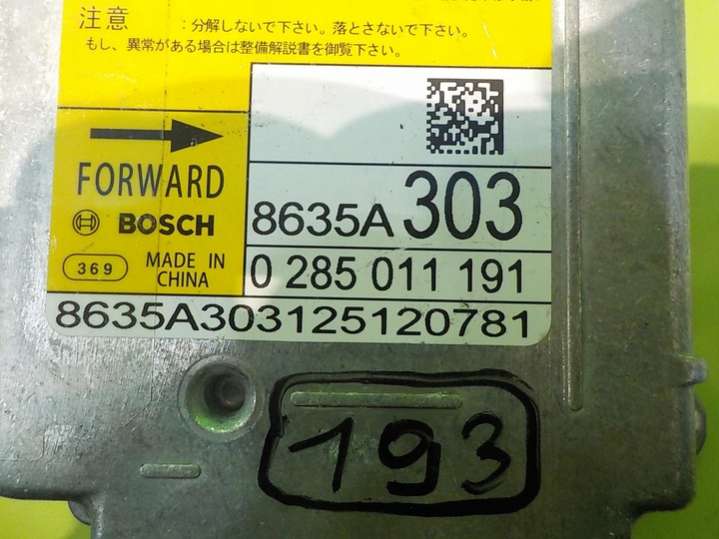 注意 : 分解しないで下さい。落とさないで下さい。
もし、異常がある場合は整備解説書を御覧下さい。
FORWARD
BOSCH
8635A303
369
MADE IN
CHINA
0 285 011 191
8635A303125120781
193